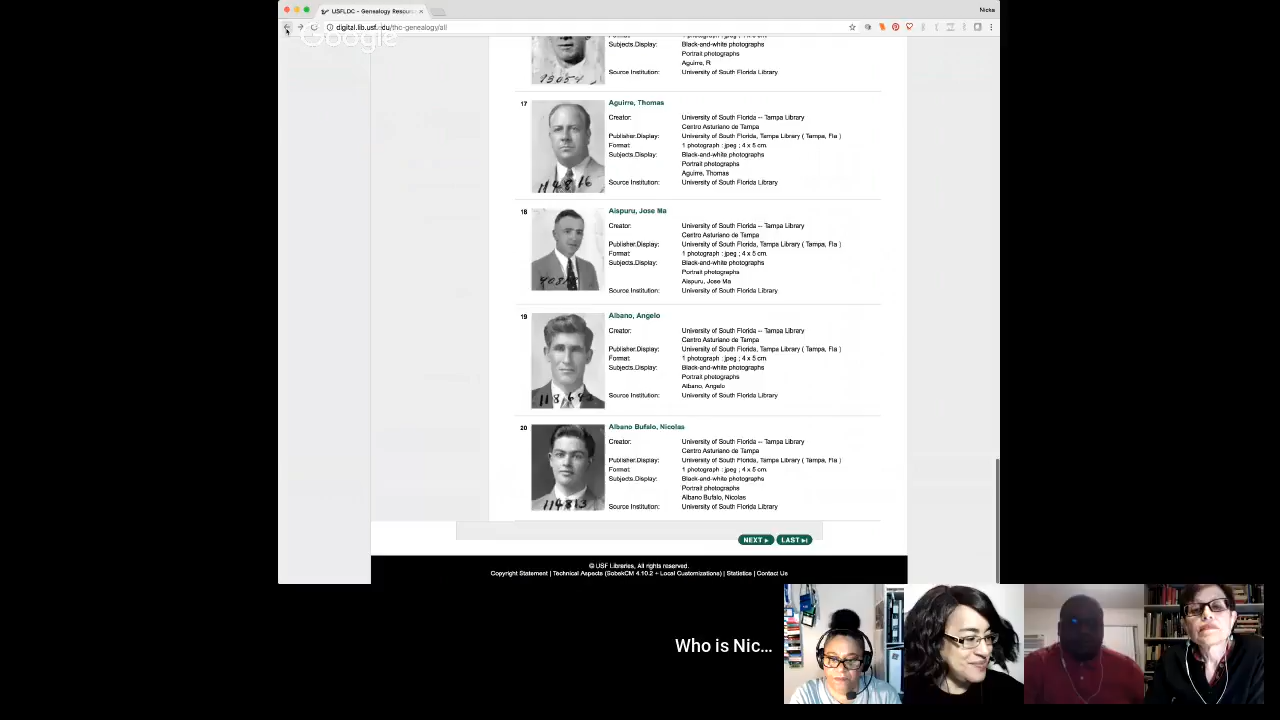 USFLDC - Genealogy Resourc
Nicka
digital.lib.usf.edu/tho-genealogy/all
Google
Black-and-white photographs
Subjects.Display:
Portrait photographs
Aguirre, R
Source Institution: University of South Florida Library
13054
17 Aguirre, Thomas
Creator: University of South Florida -- Tampa Library
Centro Asturiano de Tampa
Publisher.Display: University of South Florida, Tampa Library ( Tampa, Fla )
Format: 1 photograph : jpeg ; 4 x 5 cm.
Subjects.Display: Black-and-white photographs
Portrait photographs
Aguirre, Thomas
Source Institution: University of South Florida Library
114816
18 Aispuru, Jose Ma
Creator: University of South Florida -- Tampa Library
Centro Asturiano de Tampa
Publisher.Display: University of South Florida, Tampa Library ( Tampa, Fla )
Format: 1 photograph : jpeg ; 4 x 5 cm.
Subjects.Display: Black-and-white photographs
Portrait photographs
Aispuru, Jose Ma
Source Institution: University of South Florida Library
19 Albano, Angelo
Creator: University of South Florida -- Tampa Library
Centro Asturiano de Tampa
Publisher.Display: University of South Florida, Tampa Library ( Tampa, Fla )
Format: 1 photograph : jpeg ; 4 x 5 cm.
Subjects.Display: Black-and-white photographs
Portrait photographs
Albano, Angelo
Source Institution: University of South Florida Library
20 Albano Bufalo, Nicolas
Creator: University of South Florida -- Tampa Library
Centro Asturiano de Tampa
Publisher.Display: University of South Florida, Tampa Library ( Tampa, Fla )
Format: 1 photograph : jpeg ; 4 x 5 cm.
Subjects.Display: Black-and-white photographs
Portrait photographs
Albano Bufalo, Nicolas
Source Institution: University of South Florida Library
114813
NEXT LAST
© USF Libraries, All rights reserved.
Copyright Statement | Technical Aspects (SobekCM 4.10.2 + Local Customizations) | Statistics | Contact Us
Who is Nic...